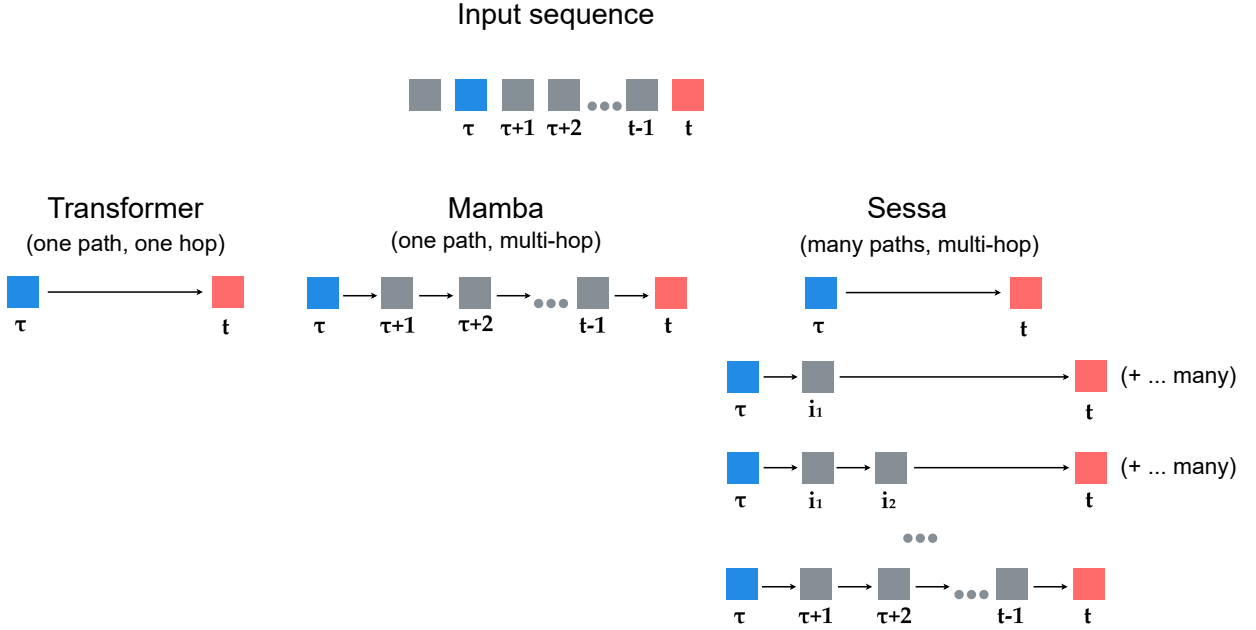 Input sequence
τ τ+1 τ+2 t-1 t
Transformer
(one path, one hop)
τ t
Mamba
(one path, multi-hop)
τ τ+1 τ+2 t-1 t
Sessa
(many paths, multi-hop)
τ t
(+ ... many)
τ i₁ t
(+ ... many)
τ i₁ i₂ t
τ τ+1 τ+2 t-1 t